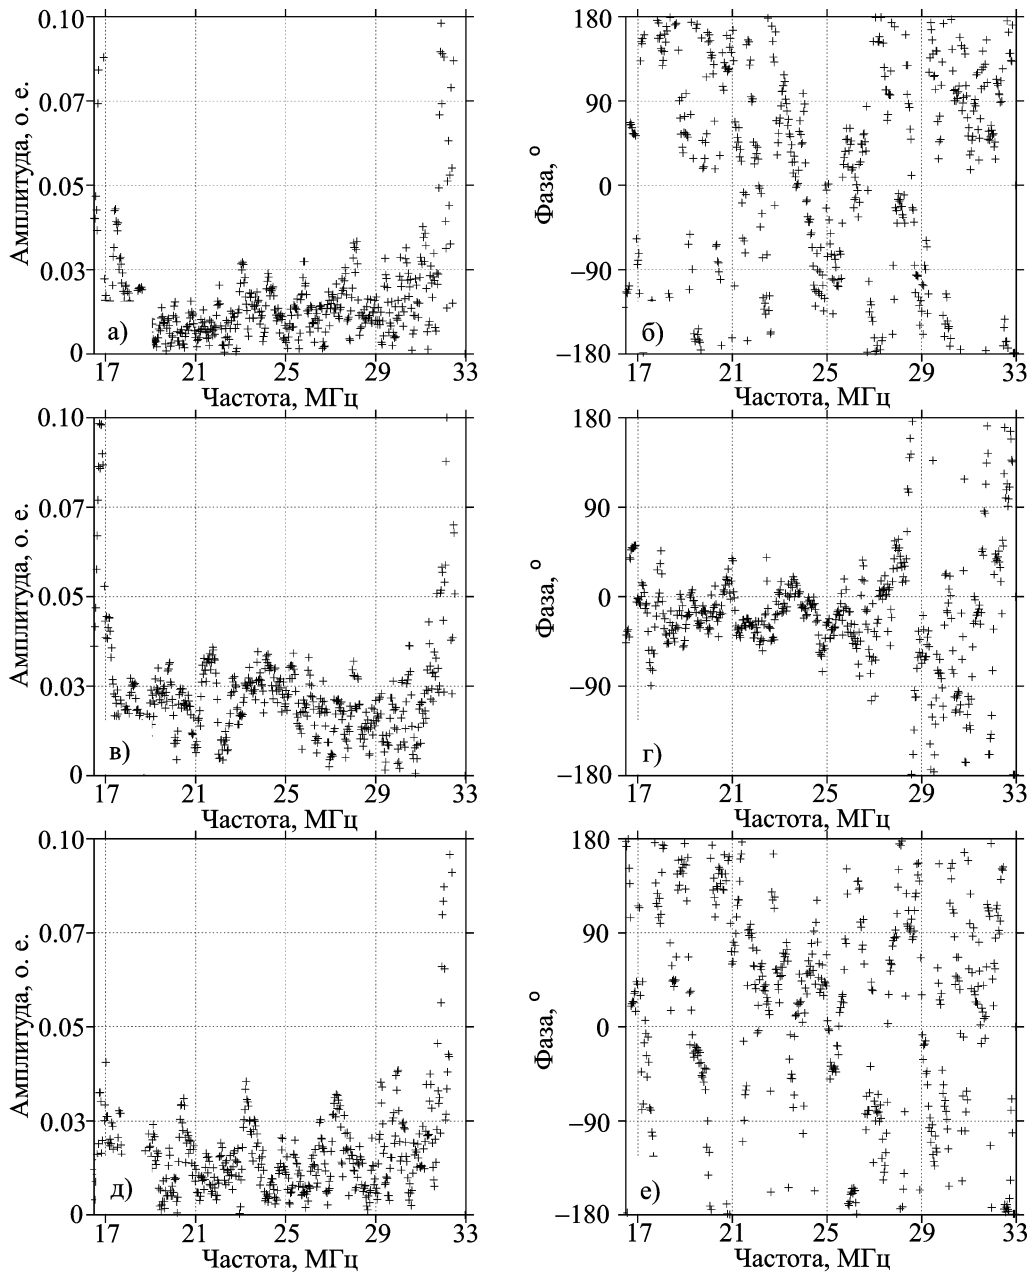 0.10
0.07
0.05
0.03
0
Амплитуда, о. е.
а)
17 21 25 29 33
Частота, МГц
180
90
0
−90
−180
Фаза, °
б)
17 21 25 29 33
Частота, МГц
0.10
0.07
0.05
0.03
0
Амплитуда, о. е.
в)
17 21 25 29 33
Частота, МГц
180
90
0
−90
−180
Фаза, °
г)
17 21 25 29 33
Частота, МГц
0.10
0.07
0.05
0.03
0
Амплитуда, о. е.
д)
17 21 25 29 33
Частота, МГц
180
90
0
−90
−180
Фаза, °
е)
17 21 25 29 33
Частота, МГц